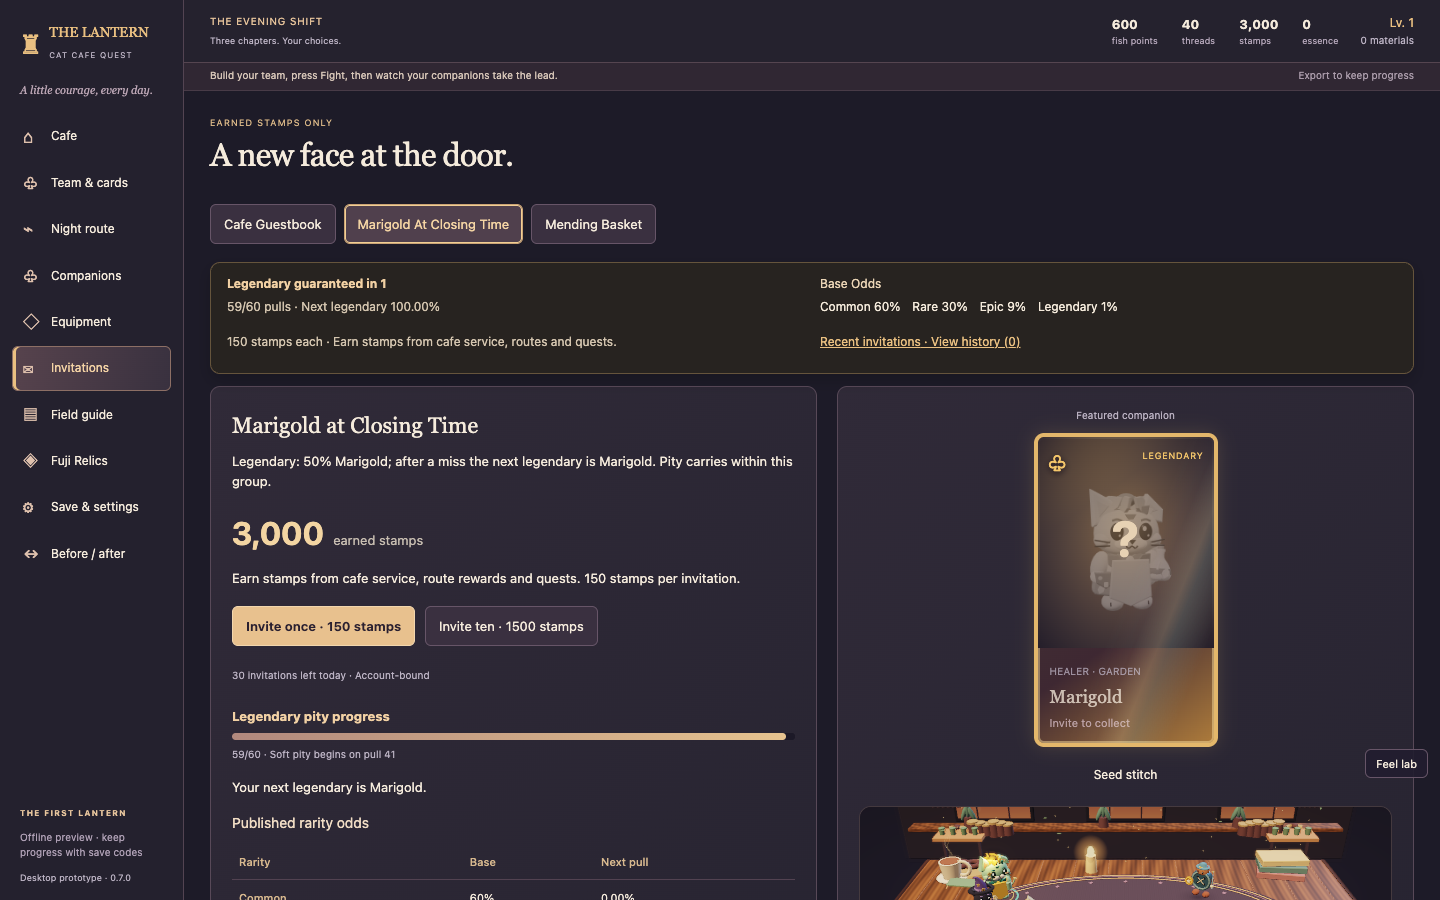 THE LANTERN
CAT CAFE QUEST
A little courage, every day.
Cafe
Team & cards
Night route
Companions
Equipment
Invitations
Field guide
Fuji Relics
Save & settings
Before / after
THE FIRST LANTERN
Offline preview · keep
progress with save codes
Desktop prototype · 0.7.0
THE EVENING SHIFT
Three chapters. Your choices.
600 fish points
40 threads
3,000 stamps
0 essence
Lv. 1
0 materials
Build your team, press Fight, then watch your companions take the lead.
Export to keep progress
EARNED STAMPS ONLY
A new face at the door.
Cafe Guestbook
Marigold At Closing Time
Mending Basket
Legendary guaranteed in 1
59/60 pulls · Next legendary 100.00%
150 stamps each · Earn stamps from cafe service, routes and quests.
Base Odds
Common 60% Rare 30% Epic 9% Legendary 1%
Recent invitations · View history (0)
Marigold at Closing Time
Legendary: 50% Marigold; after a miss the next legendary is Marigold. Pity carries within this
group.
3,000 earned stamps
Earn stamps from cafe service, route rewards and quests. 150 stamps per invitation.
Invite once · 150 stamps
Invite ten · 1500 stamps
30 invitations left today · Account-bound
Legendary pity progress
59/60 · Soft pity begins on pull 41
Your next legendary is Marigold.
Published rarity odds
Rarity Base Next pull
Common 60% 0.00%
Featured companion
LEGENDARY
?
HEALER · GARDEN
Marigold
Invite to collect
Seed stitch
Feel lab